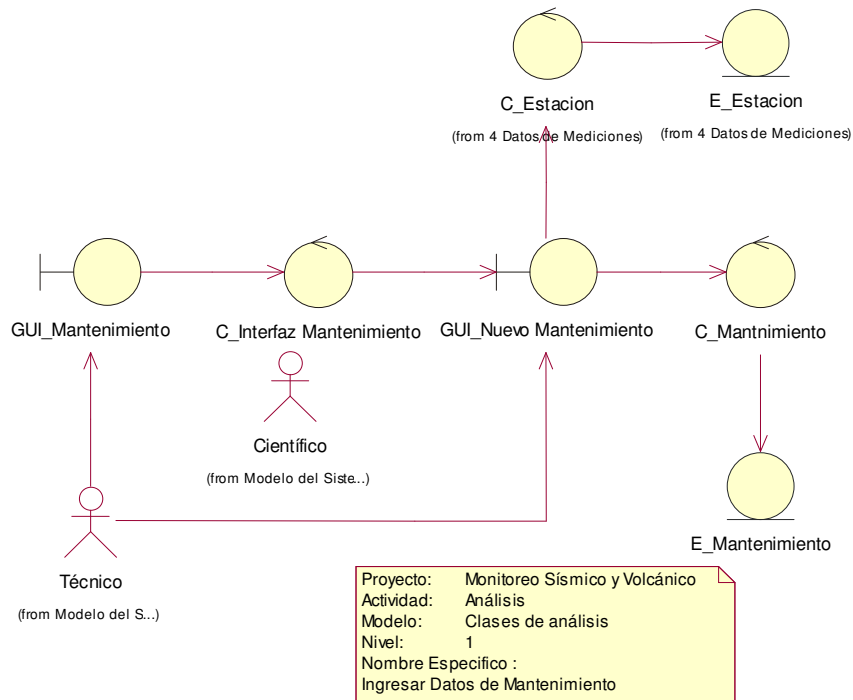 C_Estacion
E_Estacion
(from 4 Datos de Mediciones)
(from 4 Datos de Mediciones)
GUI_Mantenimiento
C_Interfaz Mantenimiento
GUI_Nuevo Mantenimiento
C_Mantnimiento
Científico
(from Modelo del Siste...)
E_Mantenimiento
Técnico
(from Modelo del S...)
Proyecto: Monitoreo Sísmico y Volcánico
Actividad: Análisis
Modelo: Clases de análisis
Nivel: 1
Nombre Especifico :
Ingresar Datos de Mantenimiento